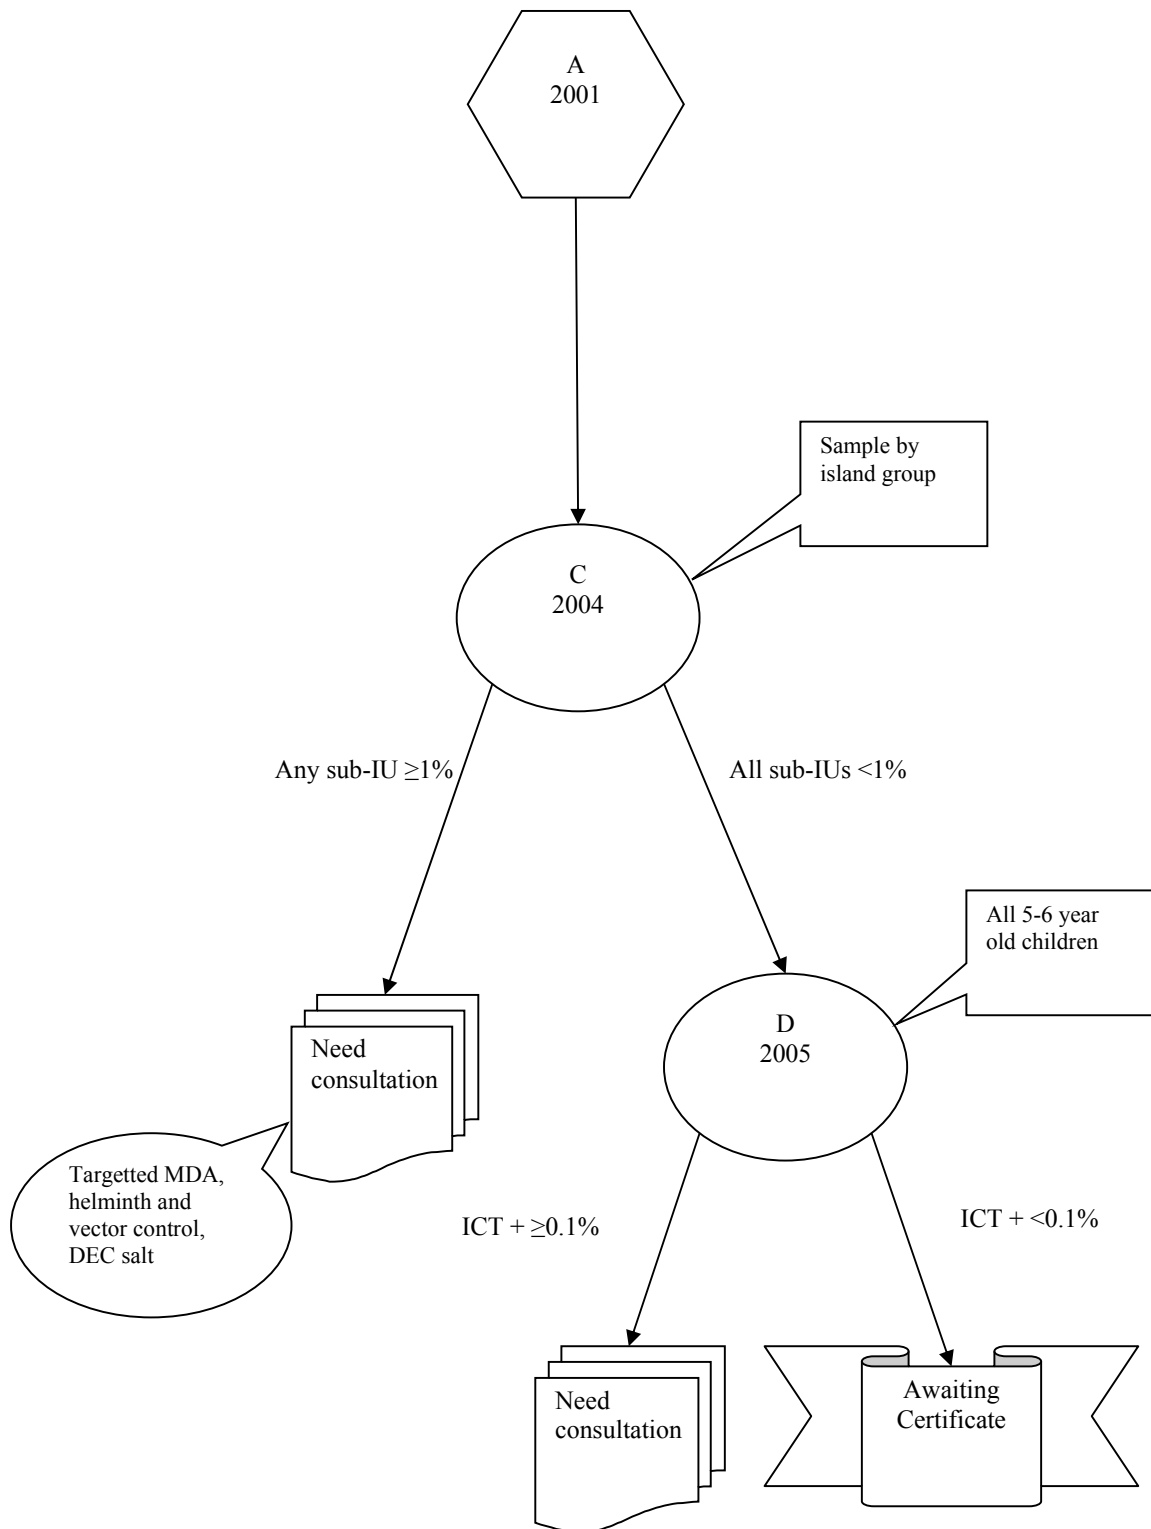 A
2001
Sample by
island group
C
2004
Any sub-IU ≥1%
All sub-IUs <1%
All 5-6 year
old children
D
2005
Need
consultation
Targetted MDA,
helminth and
vector control,
DEC salt
ICT + ≥0.1%
ICT + <0.1%
Need
consultation
Awaiting
Certificate